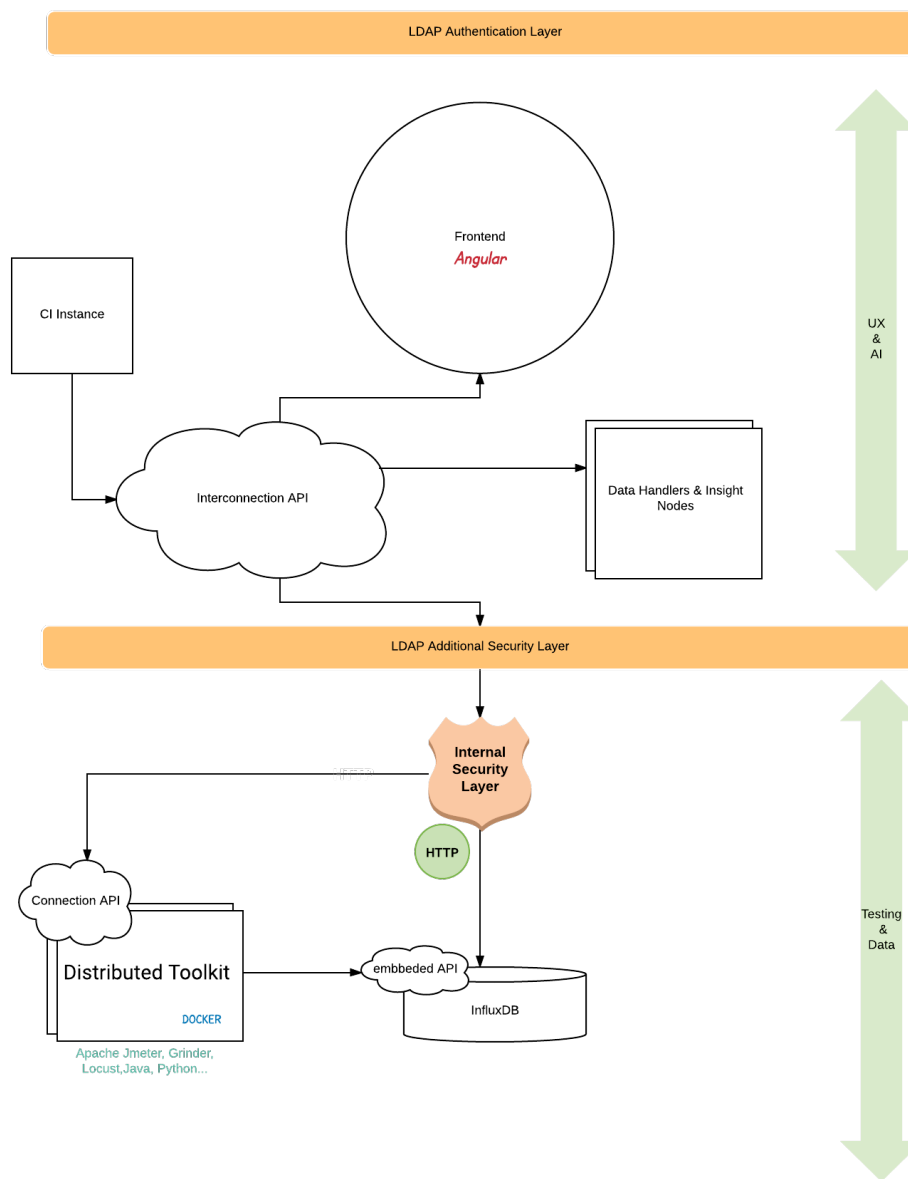 LDAP Authentication Layer
Frontend
Angular
CI Instance
UX
&
AI
Interconnection API
Data Handlers & Insight
Nodes
LDAP Additional Security Layer
Internal
Security
Layer
HTTP
Connection API
Testing
&
Data
Distributed Toolkit
embbeded API
DOCKER
InfluxDB
Apache Jmeter, Grinder,
Locust,Java, Python...